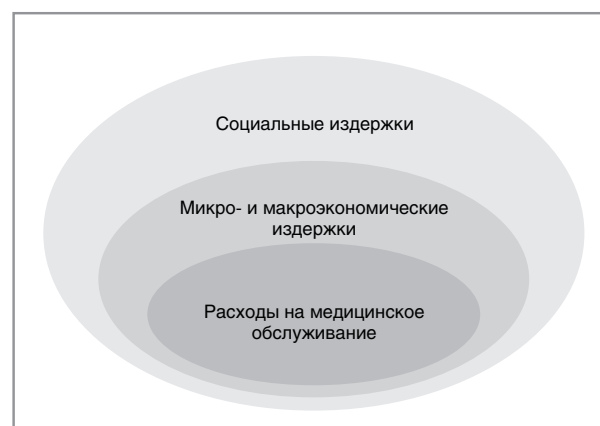 Социальные издержки
Микро- и макроэкономические
издержки
Расходы на медицинское
обслуживание